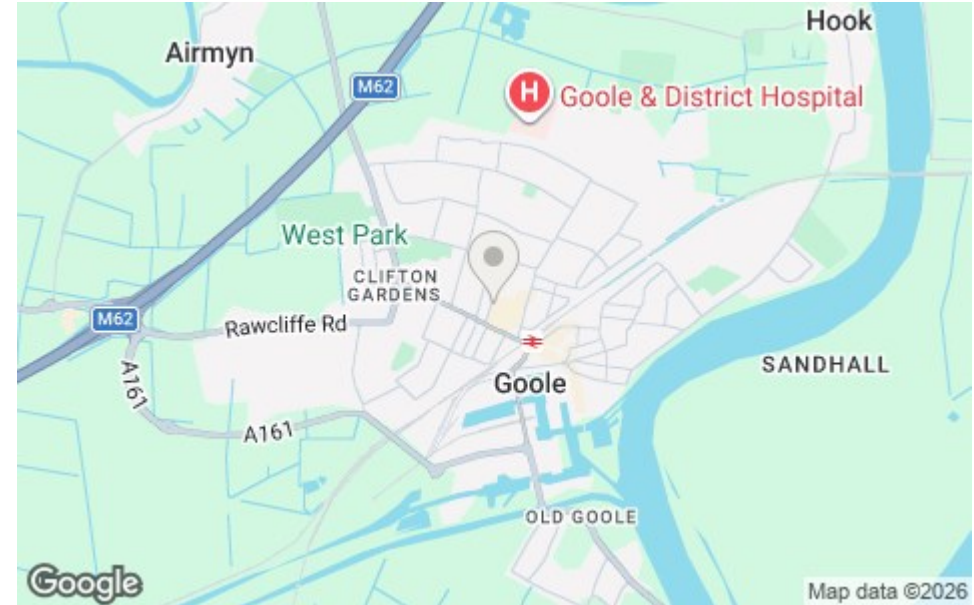 Hook
Airmyn
M62
H
Goole & District Hospital
West Park
CLIFTON
GARDENS
M62
Rawcliffe Rd
A161
SANDHALL
Goole
A161
OLD GOOLE
Google
Map data ©2026